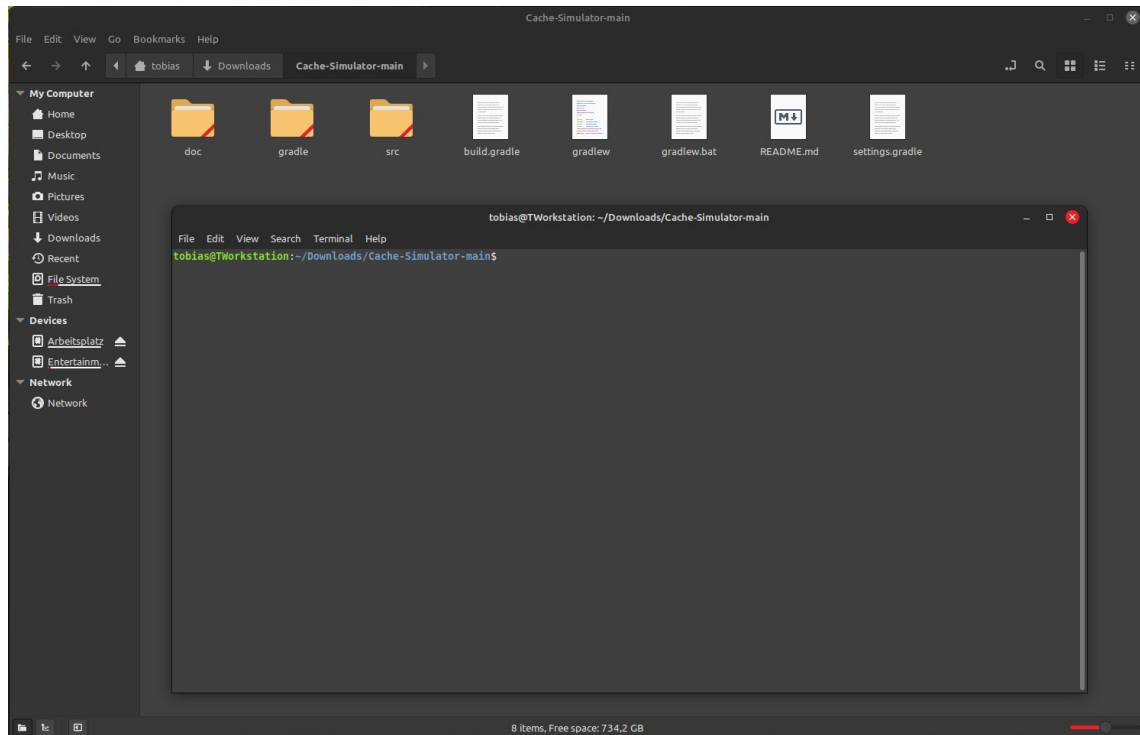 Cache-Simulator-main
File Edit View Go Bookmarks Help
tobias Downloads Cache-Simulator-main
My Computer
Home
Desktop
Documents
Music
Pictures
Videos
Downloads
Recent
File System
Trash
Devices
Arbeitsplatz
Entertainm...
Network
Network
doc gradle src build.gradle gradlew gradlew.bat README.md settings.gradle
tobias@TWorkstation: ~/Downloads/Cache-Simulator-main
File Edit View Search Terminal Help
tobias@TWorkstation:~/Downloads/Cache-Simulator-main$
8 items, Free space: 734,2 GB